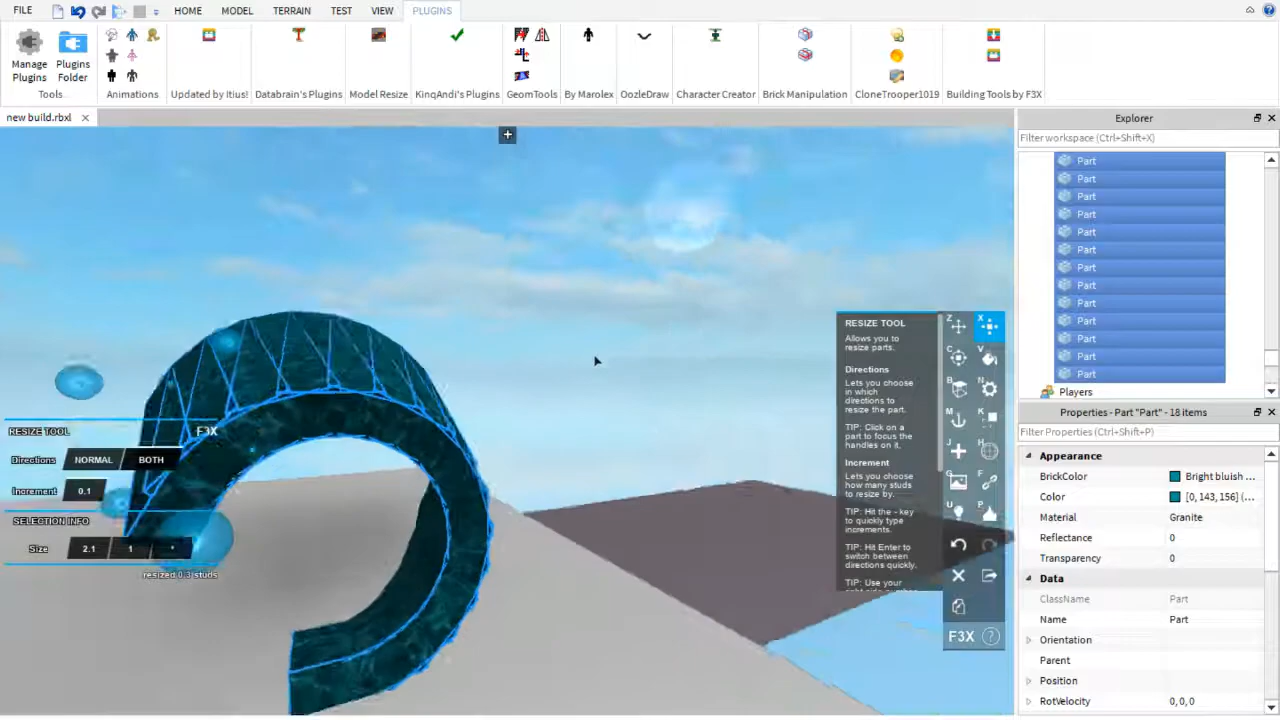 FILE HOME MODEL TERRAIN TEST VIEW PLUGINS
Manage Plugins
Plugins Folder
Tools
Animations
Updated by Itius!
Databrain's Plugins
Model Resize
KinqAndi's Plugins
GeomTools
By Marolex
OozleDraw
Character Creator
Brick Manipulation
CloneTrooper1019
Building Tools by F3X
new build.rbxl
Explorer
Filter workspace (Ctrl+Shift+X)
Part
Part
Part
Part
Part
Part
Part
Part
Part
Part
Part
Part
Part
Players
Properties - Part "Part" - 18 items
Filter Properties (Ctrl+Shift+P)
Appearance
BrickColor Bright bluish ...
Color [0, 143, 156] (...
Material Granite
Reflectance 0
Transparency 0
Data
ClassName Part
Name Part
Orientation
Parent
Position
RotVelocity 0, 0, 0
RESIZE TOOL F3X
Directions NORMAL BOTH
Increment 0.1
SELECTION INFO
Size 2.1 1 *
resized 0.3 studs
RESIZE TOOL
Allows you to
resize parts.
Directions
Lets you choose
in which
directions to
resize the part.
TIP: Click on a
part to focus the
handles on it.
Increment
Lets you choose
how many studs
to resize by.
TIP: Hit the - key
to quickly type
increments.
TIP: Hit Enter to
switch between
directions quickly.
TIP: Use your
Z X
C V
B N
M K
J H
G F
U P
F3X ?